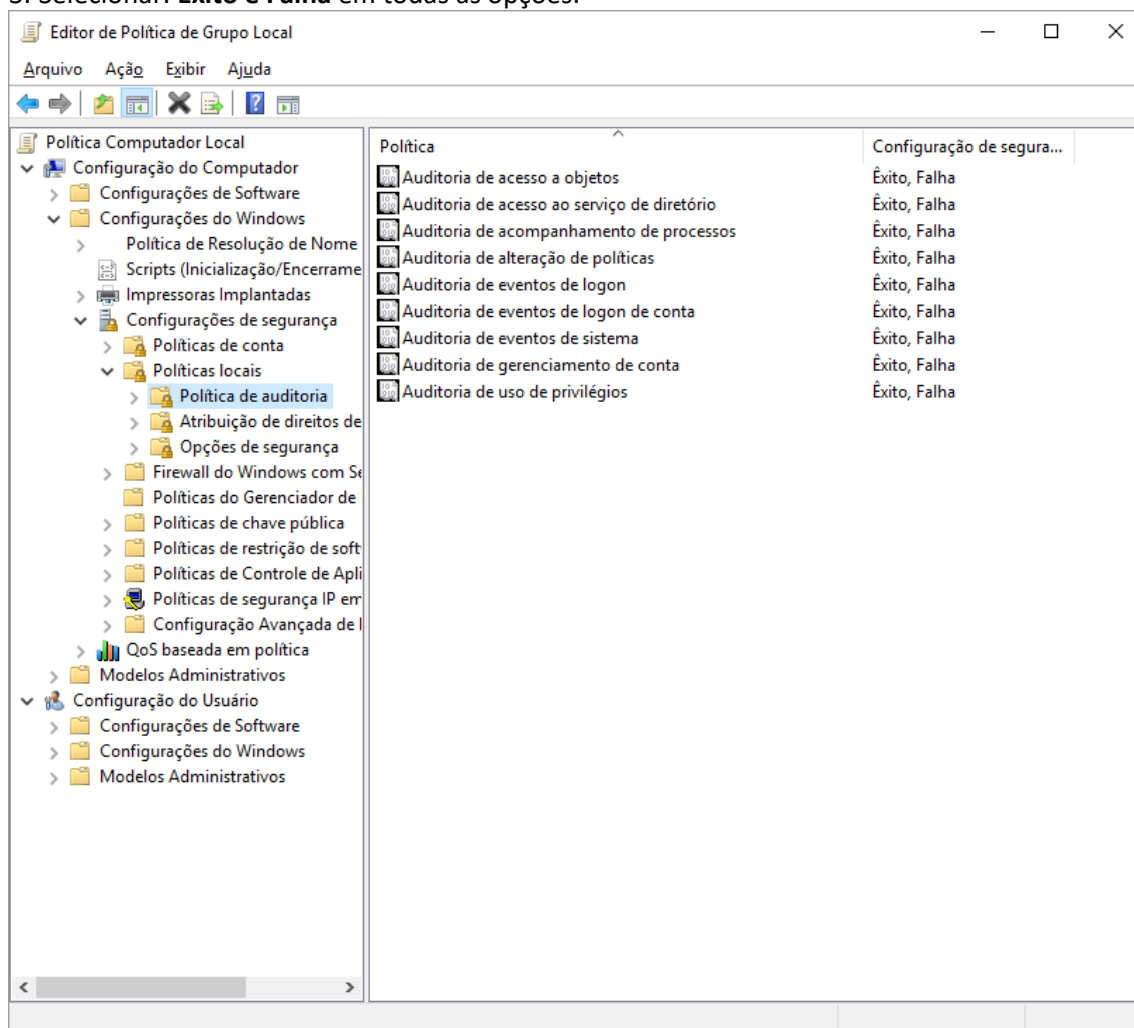 3. Selecionar: Êxito e Falha em todas as opções.
Editor de Política de Grupo Local
Arquivo Ação Exibir Ajuda
Política Computador Local
Configuração do Computador
Configurações de Software
Configurações do Windows
Política de Resolução de Nome
Scripts (Inicialização/Encerrame
Impressoras Implantadas
Configurações de segurança
Políticas de conta
Políticas locais
Política de auditoria
Atribuição de direitos de
Opções de segurança
Firewall do Windows com Se
Políticas do Gerenciador de
Políticas de chave pública
Políticas de restrição de soft
Políticas de Controle de Apli
Políticas de segurança IP em
Configuração Avançada de
QoS baseada em política
Modelos Administrativos
Configuração do Usuário
Configurações de Software
Configurações do Windows
Modelos Administrativos
Política Configuração de segura...
Auditoria de acesso a objetos Êxito, Falha
Auditoria de acesso ao serviço de diretório Êxito, Falha
Auditoria de acompanhamento de processos Êxito, Falha
Auditoria de alteração de políticas Êxito, Falha
Auditoria de eventos de logon Êxito, Falha
Auditoria de eventos de logon de conta Êxito, Falha
Auditoria de eventos de sistema Êxito, Falha
Auditoria de gerenciamento de conta Êxito, Falha
Auditoria de uso de privilégios Êxito, Falha